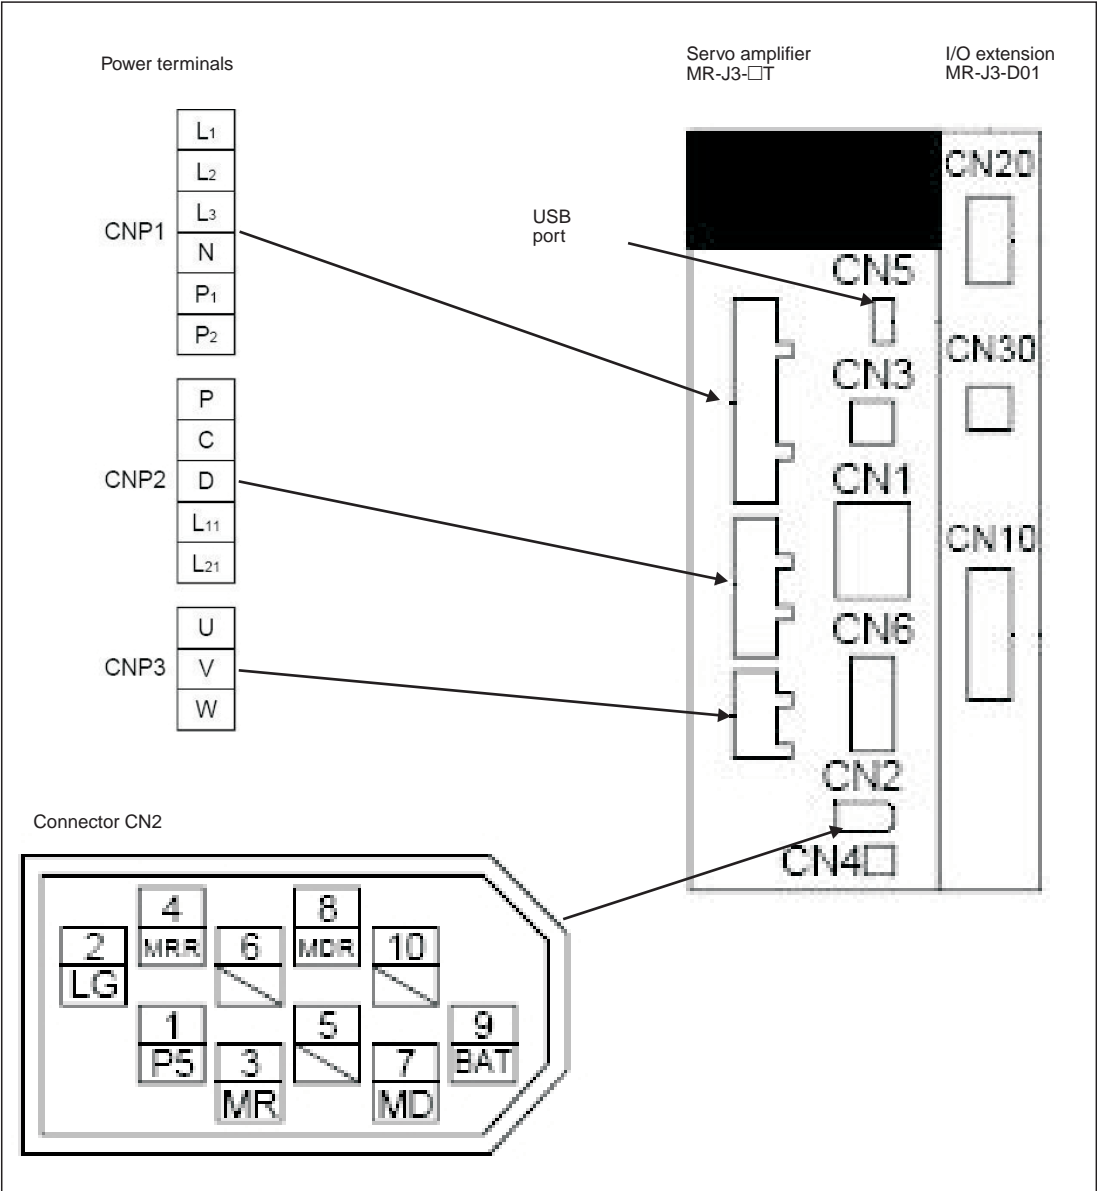 Power terminals
Servo amplifier
MR-J3-□T
I/O extension
MR-J3-D01
CNP1
L1
L2
L3
N
P1
P2
CNP2
P
C
D
L11
L21
CNP3
U
V
W
USB
port
CN5
CN3
CN1
CN6
CN2
CN4
CN20
CN30
CN10
Connector CN2
2
LG
4
MRR
6
8
MDR
10
1
P5
3
MR
5
7
MD
9
BAT